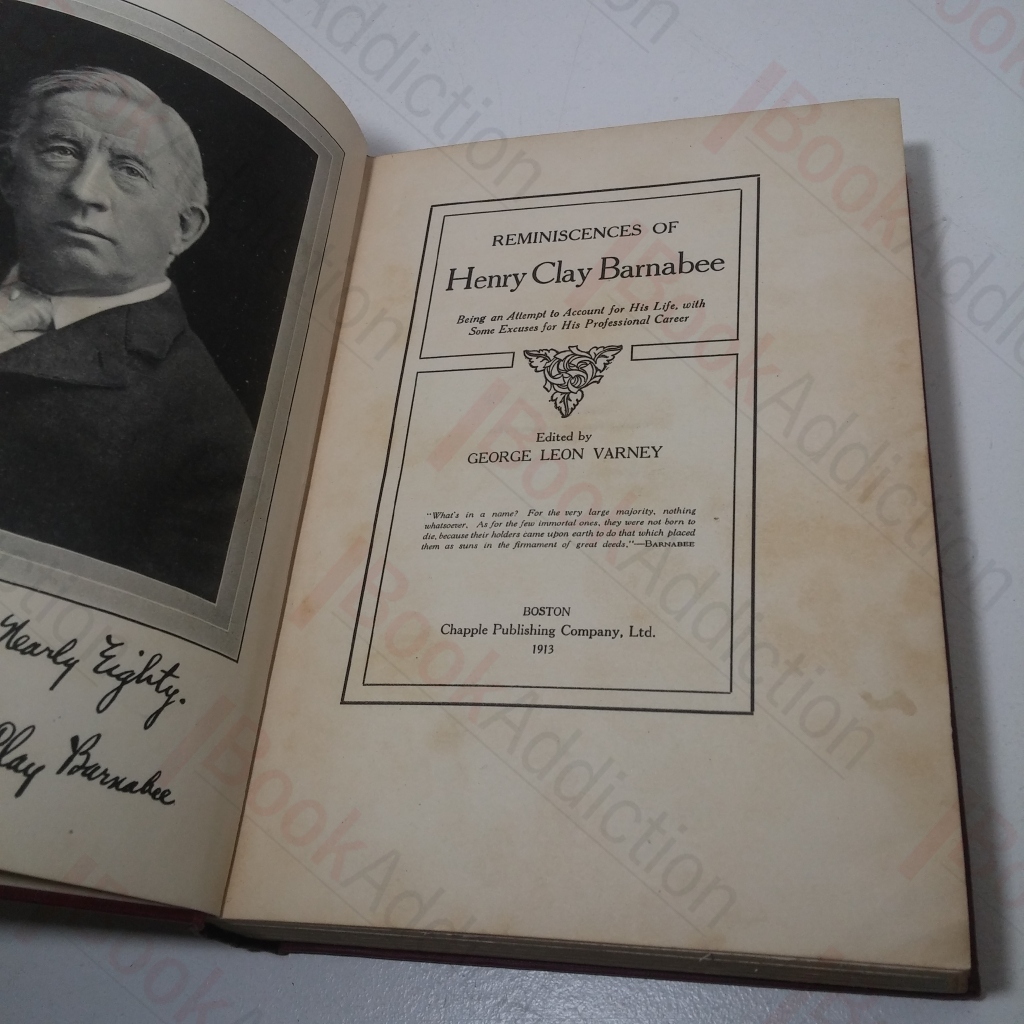 Nearly Eighty.
Clay Barnabee
REMINISCENCES OF
Henry Clay Barnabee
Being an Attempt to Account for His Life, with
Some Excuses for His Professional Career
Edited by
GEORGE LEON VARNEY
"What's in a name? For the very large majority, nothing
whatsoever. As for the few immortal ones, they were not born to
die, because their holders came upon earth to do that which placed
them as suns in the firmament of great deeds."—BARNABEE
BOSTON
Chapple Publishing Company, Ltd.
1913
BookAddiction